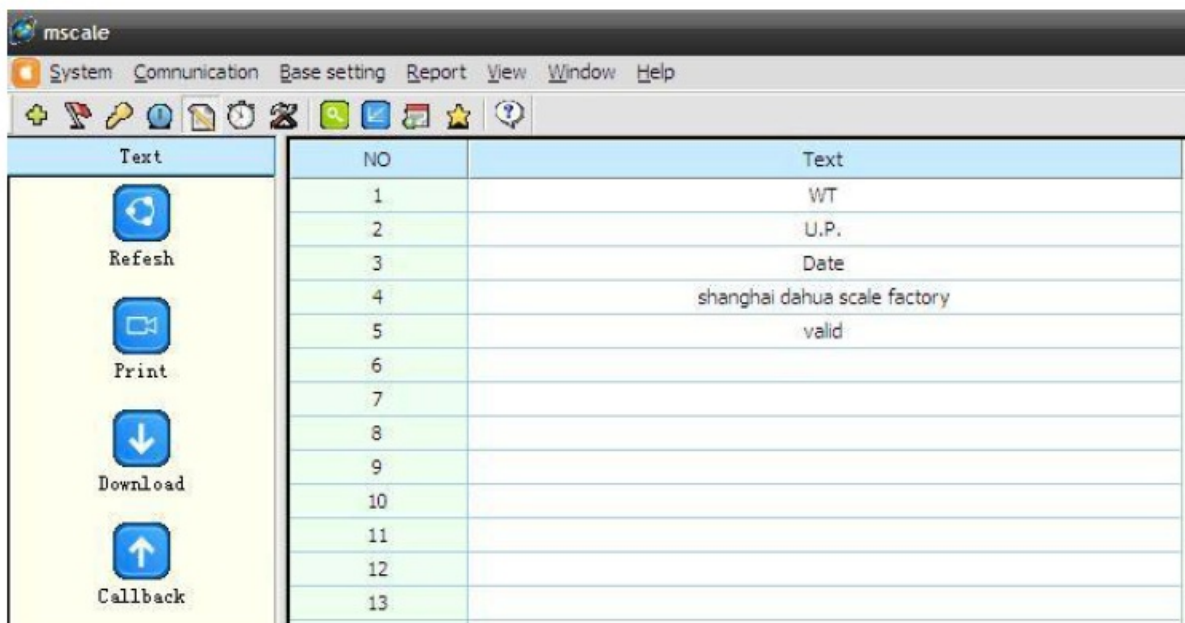 mscale
System Comnunication Base setting Report View Window Help
Text
NO Text
1 WT
2 U.P.
3 Date
4 shanghai dahua scale factory
5 valid
6
7
8
9
10
11
12
13
Refesh
Print
Download
Callback